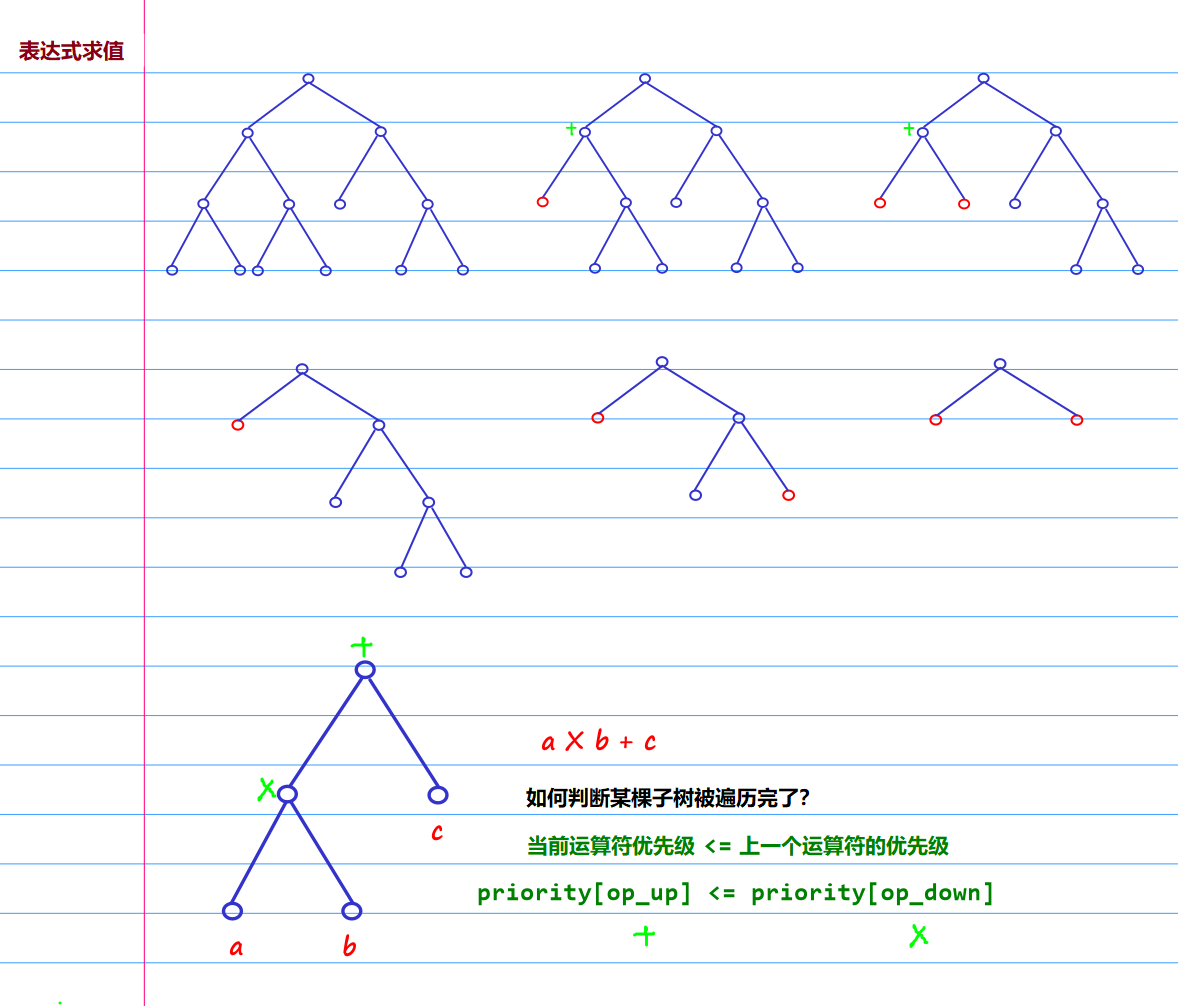 表达式求值
+ +
+
a X b + c
X
如何判断某棵子树被遍历完了?
c
当前运算符优先级 <= 上一个运算符的优先级
priority[op_up] <= priority[op_down]
+ X
a b